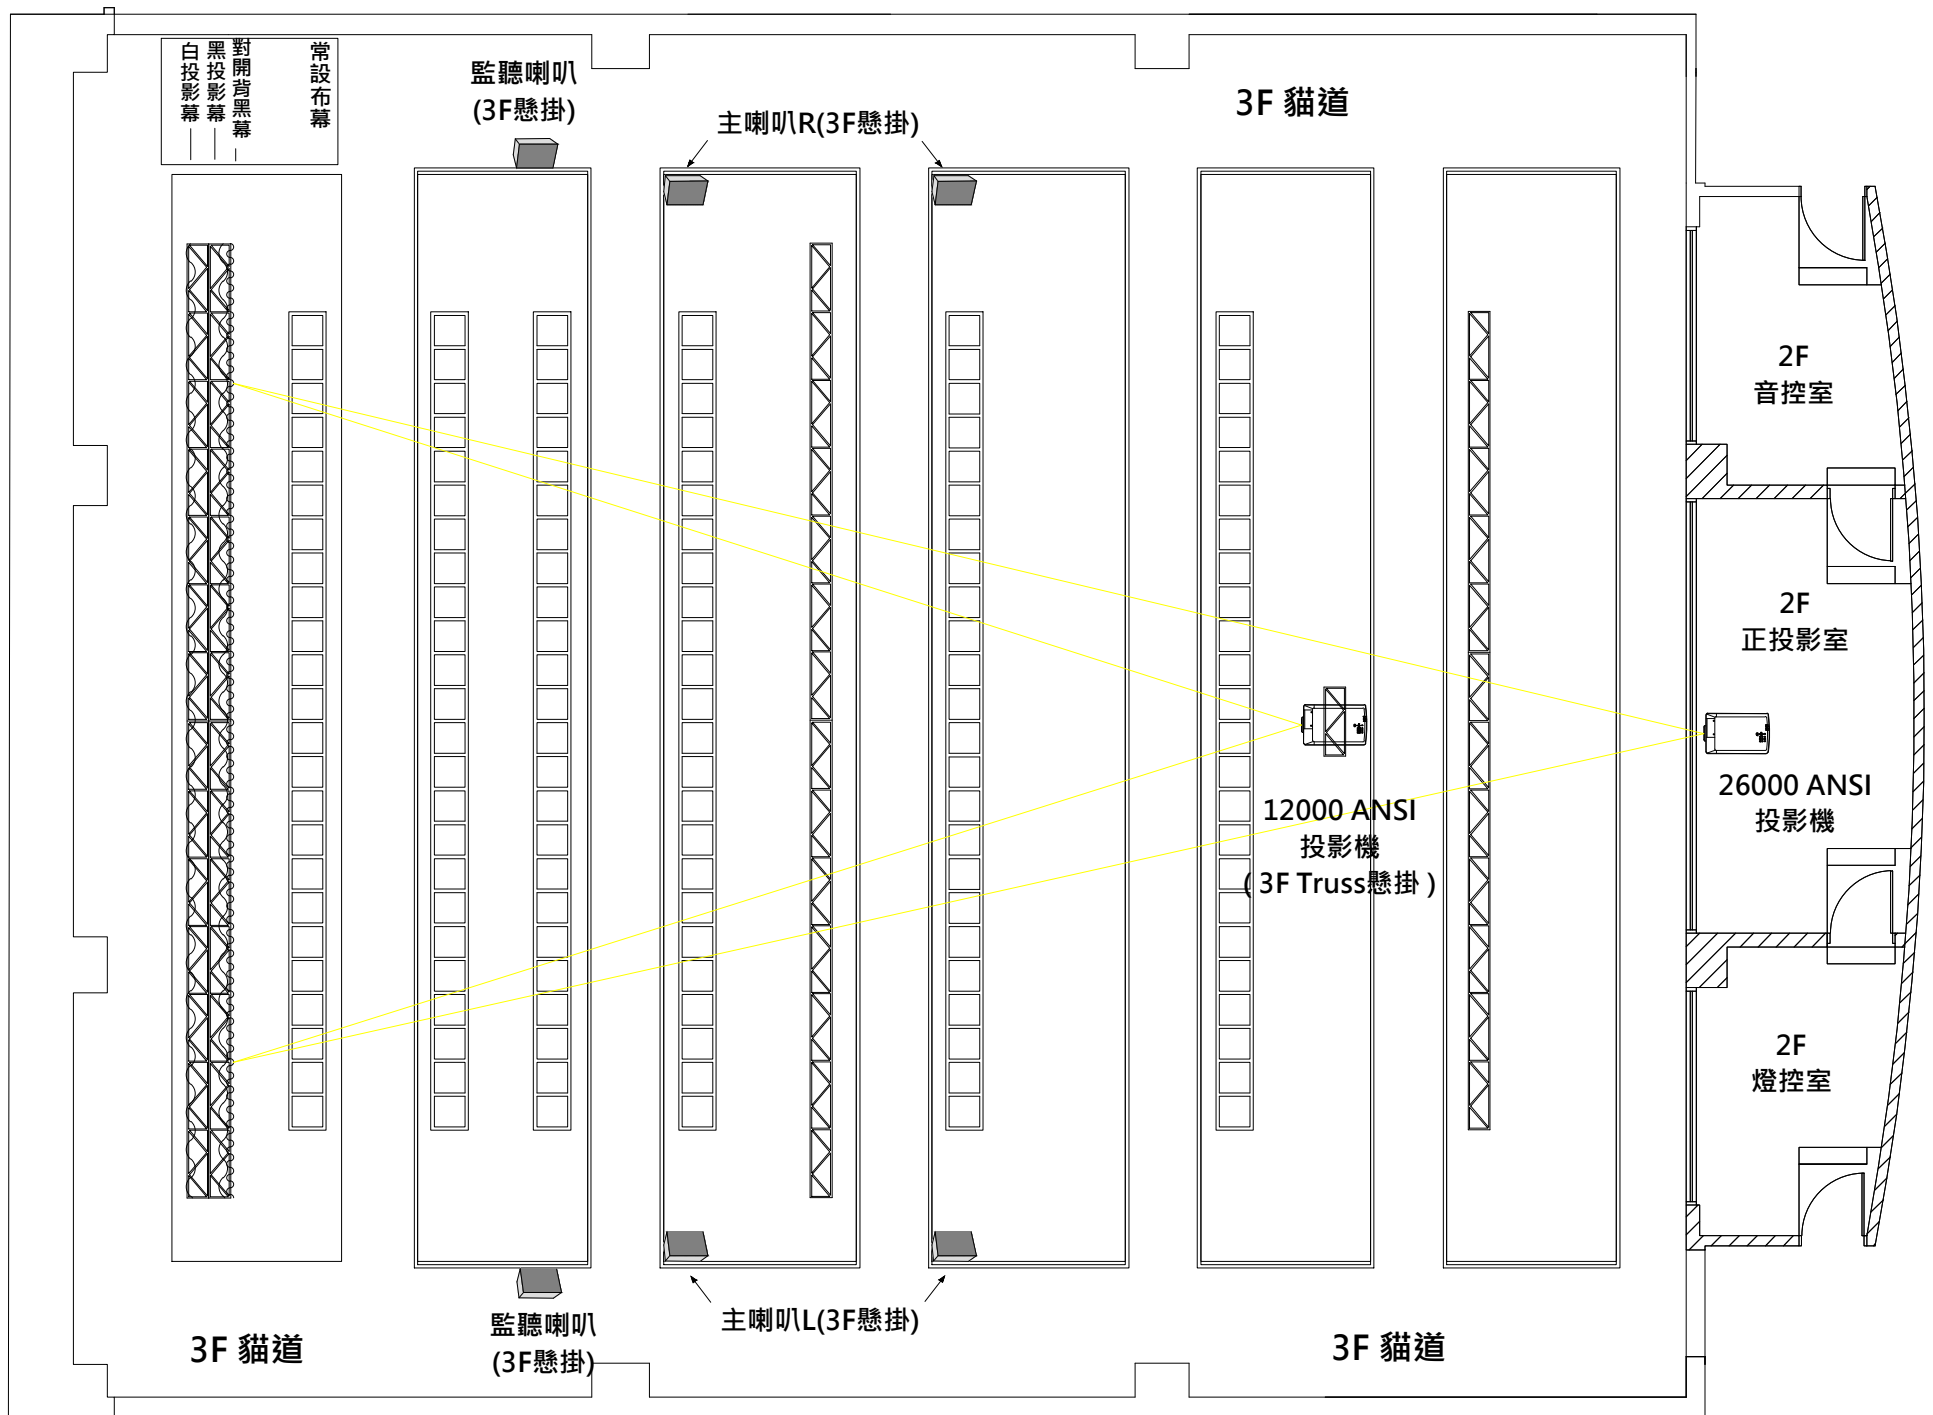 白投影幕
黑投影幕
對開背黑幕
常設布幕
監聽喇叭
(3F懸掛)
主喇叭R(3F懸掛)
3F 貓道
2F
音控室
2F
正投影室
26000 ANSI
投影機
12000 ANSI
投影機
( 3F Truss懸掛 )
2F
燈控室
監聽喇叭
(3F懸掛)
主喇叭L(3F懸掛)
3F 貓道
3F 貓道